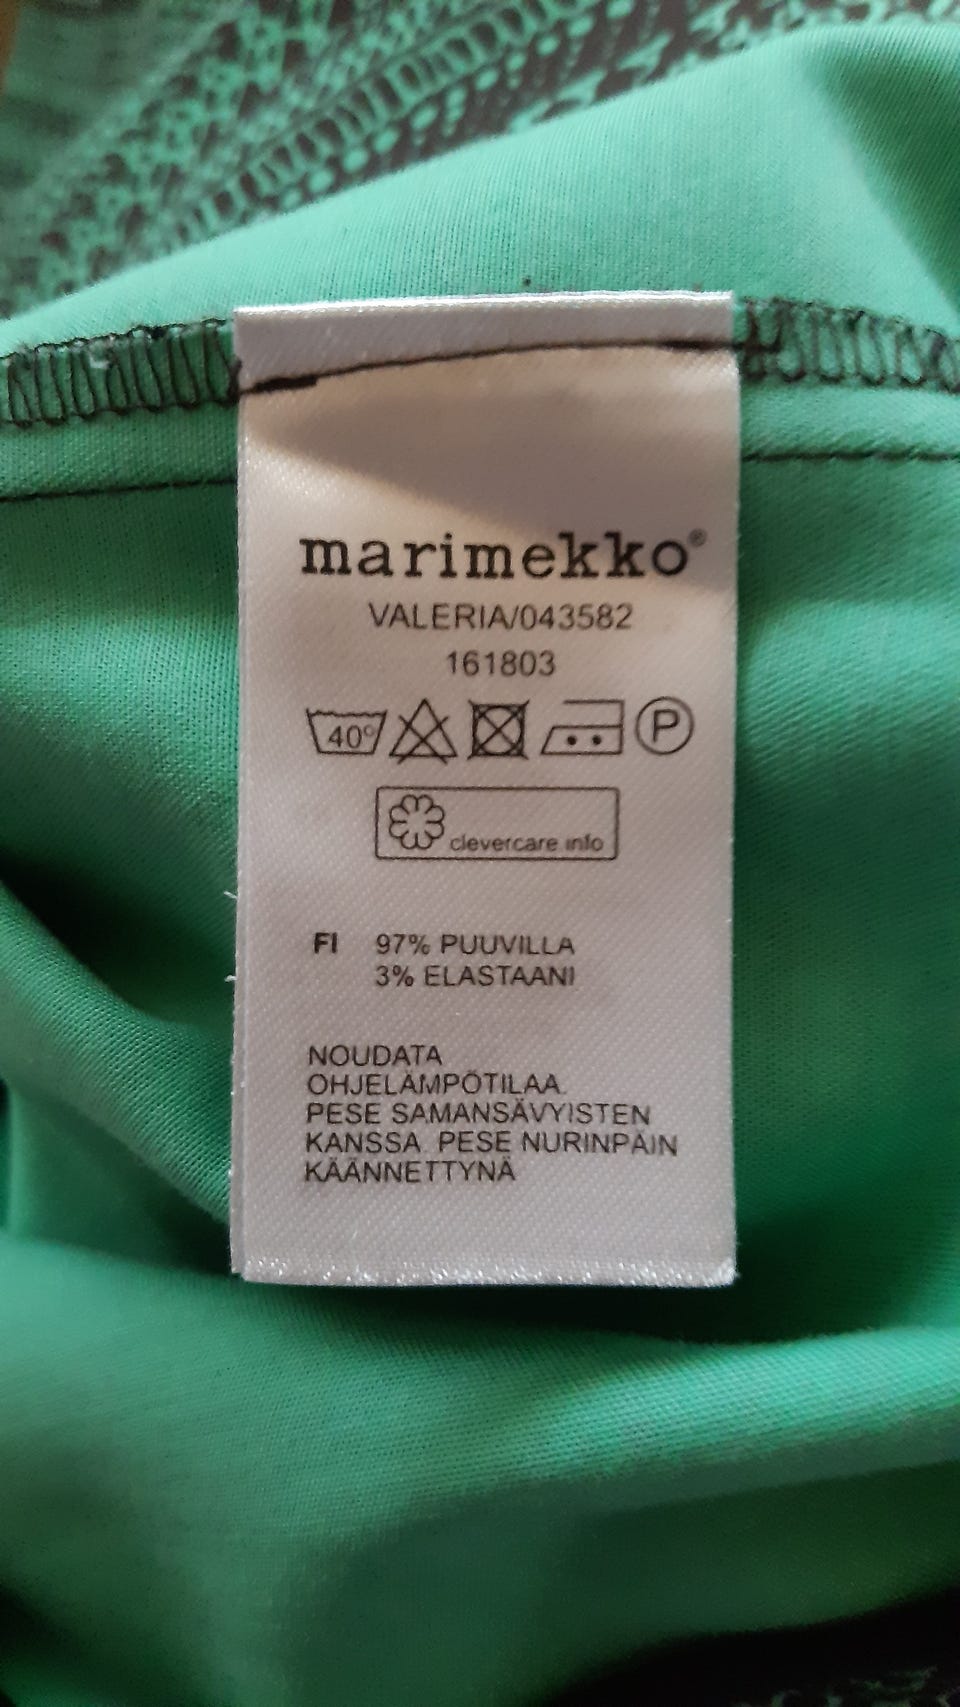 marimekko®
VALERIA/043582
161803
40° P
clevercare.info
FI 97% PUUVILLA
3% ELASTAANI
NOUDATA
OHJELÄMPÖTILAA.
PESE SAMANSÄVYISTEN
KANSSA. PESE NURINPÄIN
KÄÄNNETTYNÄ